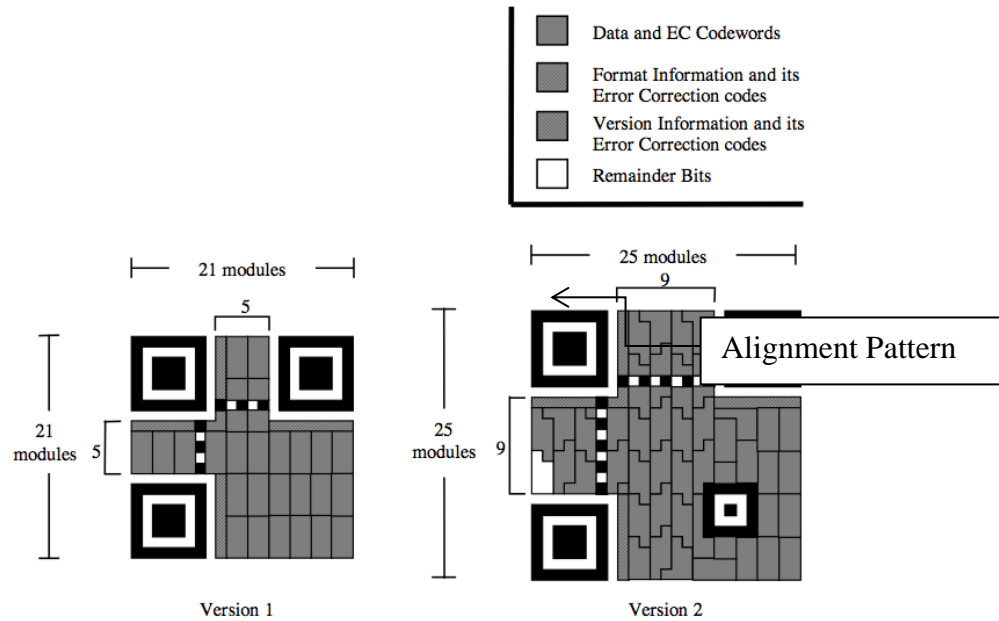 Data and EC Codewords
Format Information and its
Error Correction codes
Version Information and its
Error Correction codes
Remainder Bits
21 modules
5
21
modules
5
Version 1
25 modules
9
Alignment Pattern
25
modules
9
Version 2